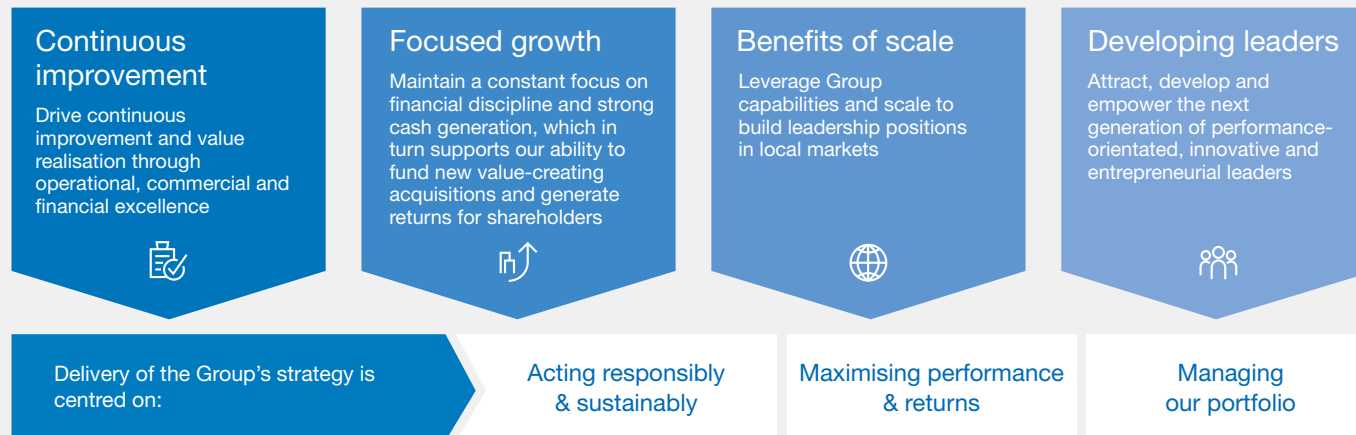 Continuous
improvement
Drive continuous
improvement and value
realisation through
operational, commercial and
financial excellence
Focused growth
Maintain a constant focus on
financial discipline and strong
cash generation, which in
turn supports our ability to
fund new value-creating
acquisitions and generate
returns for shareholders
Benefits of scale
Leverage Group
capabilities and scale to
build leadership positions
in local markets
Developing leaders
Attract, develop and
empower the next
generation of performance-
orientated, innovative and
entrepreneurial leaders
Delivery of the Group’s strategy is
centred on:
Acting responsibly
& sustainably
Maximising performance
& returns
Managing
our portfolio